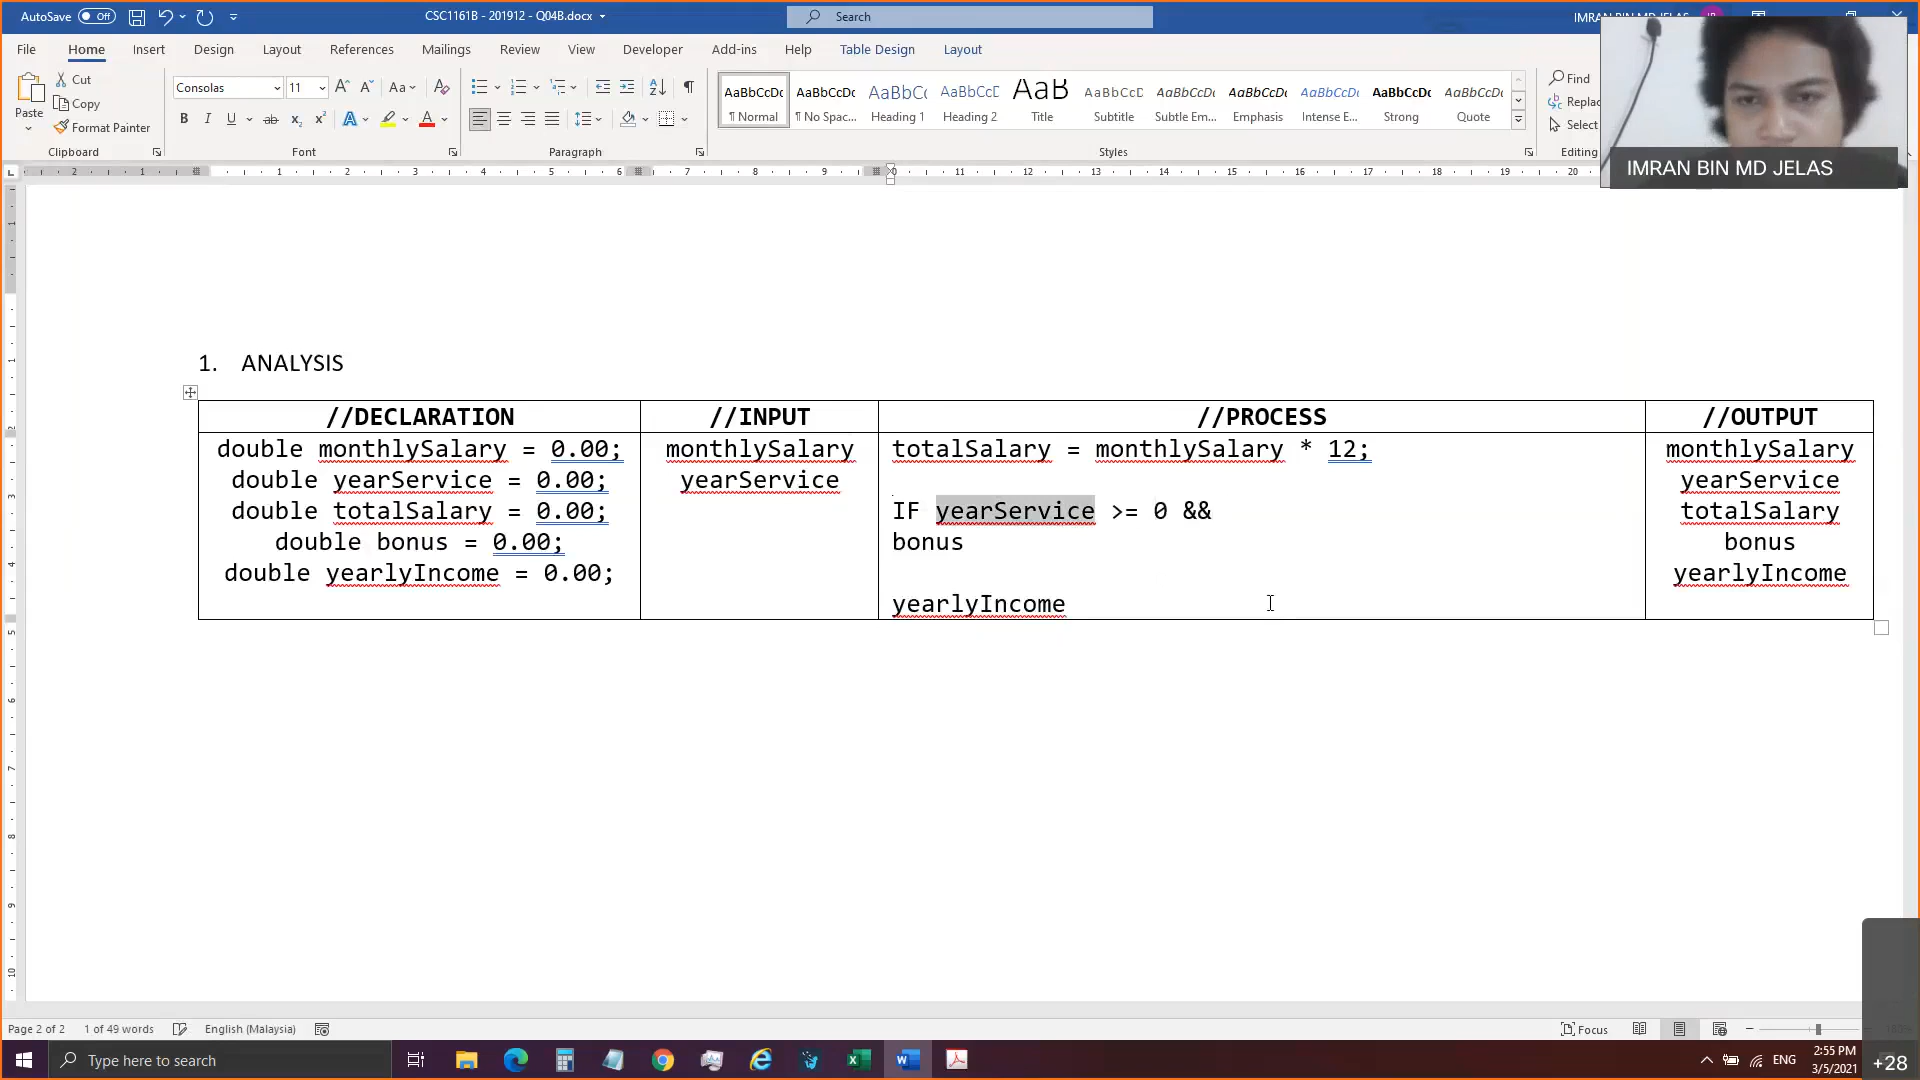 AutoSave Off
CSC1161B - 201912 - Q04B.docx
Search
File Home Insert Design Layout References Mailings Review View Developer Add-ins Help Table Design Layout
Paste
Cut
Copy
Format Painter
Clipboard
Consolas 11
Font
Paragraph
AaBbCcDc AaBbCcDc AaBbC AaBbCcD AaB AaBbCcD AaBbCcDc AaBbCcDc AaBbCcDc AaBbCcDc AaBbCcDc
¶ Normal ¶ No Spac... Heading 1 Heading 2 Title Subtitle Subtle Em... Emphasis Intense E... Strong Quote
Styles
Find
Select
Editing
IMRAN BIN MD JELAS
1. ANALYSIS
//DECLARATION //INPUT //PROCESS //OUTPUT
double monthlySalary = 0.00;
double yearService = 0.00;
double totalSalary = 0.00;
double bonus = 0.00;
double yearlyIncome = 0.00;
monthlySalary
yearService
totalSalary = monthlySalary * 12;
IF yearService >= 0 &&
bonus
yearlyIncome
monthlySalary
yearService
totalSalary
bonus
yearlyIncome
Page 2 of 2 1 of 49 words English (Malaysia)
Focus
Type here to search
ENG
2:55 PM
3/5/2021
+28